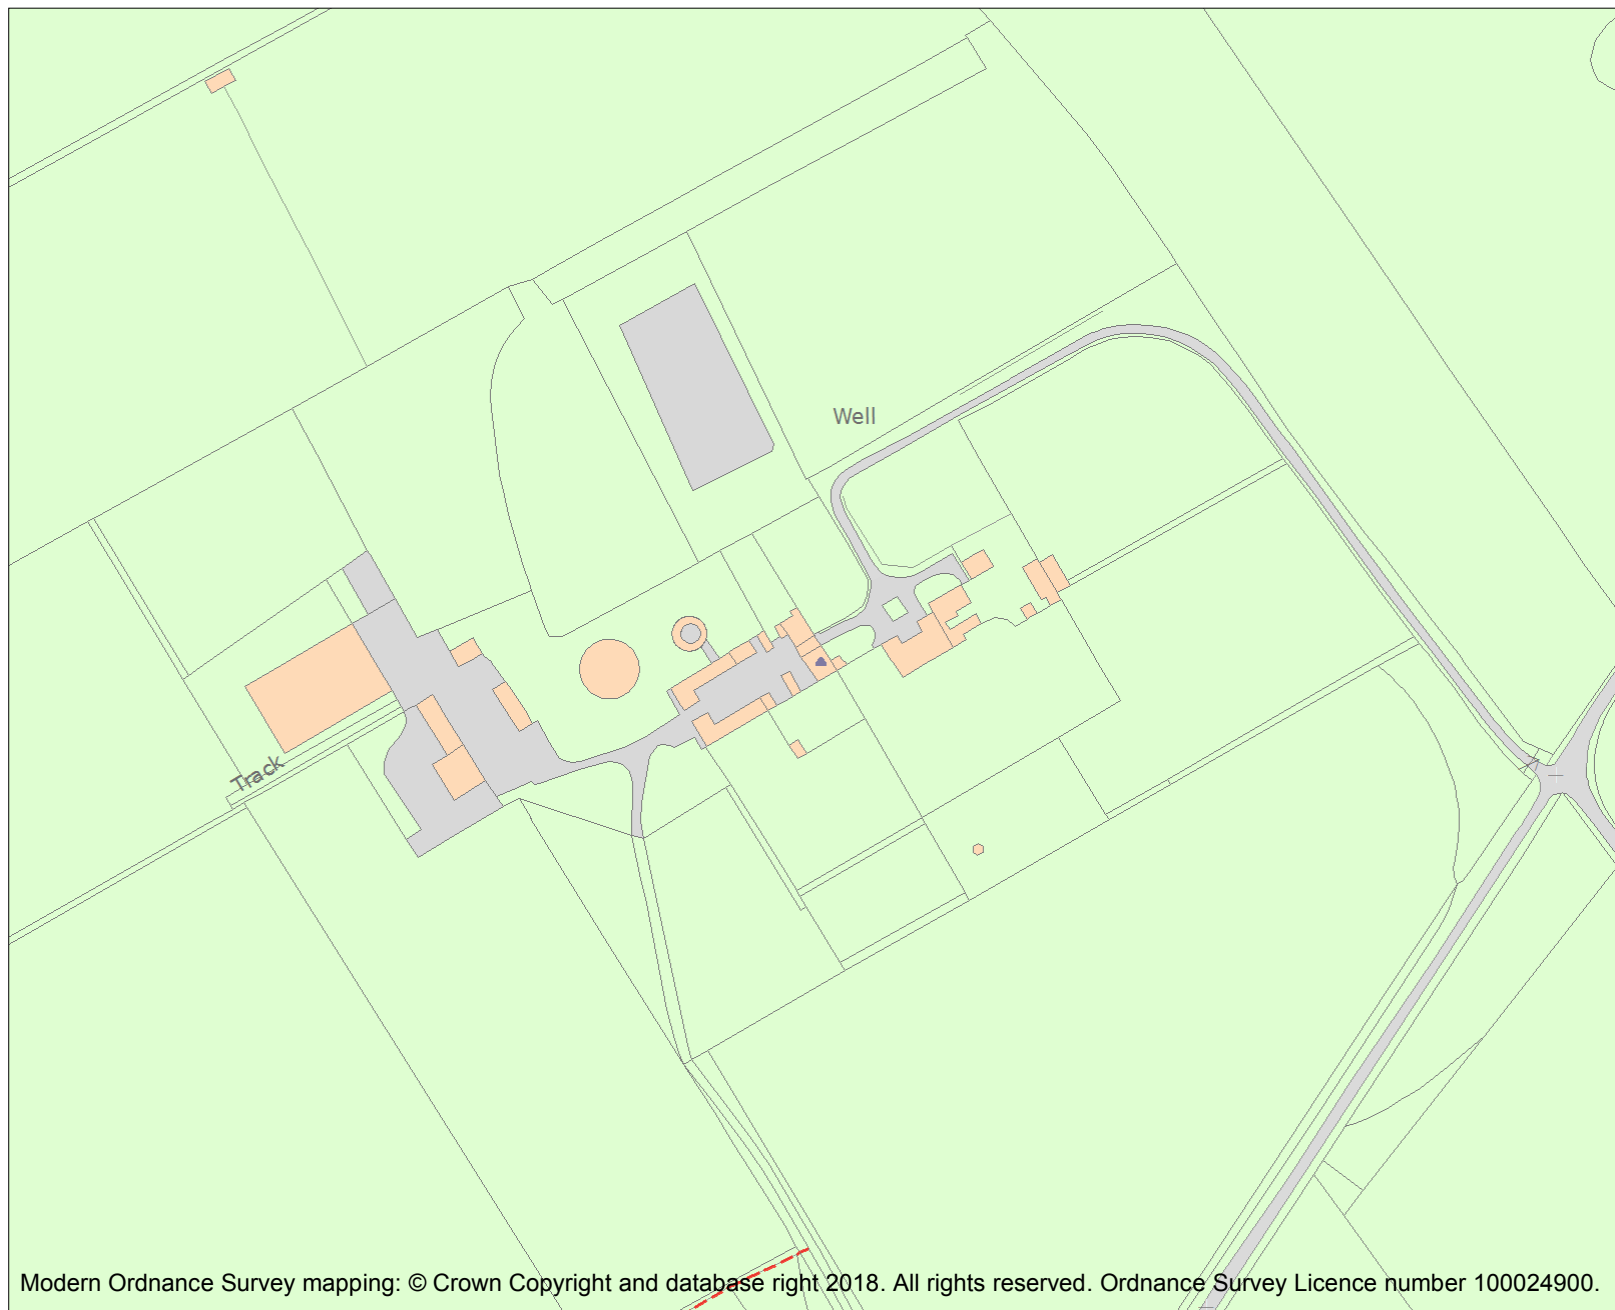 Well
Track
Modern Ordnance Survey mapping: © Crown Copyright and database right 2018. All rights reserved. Ordnance Survey Licence number 100024900.